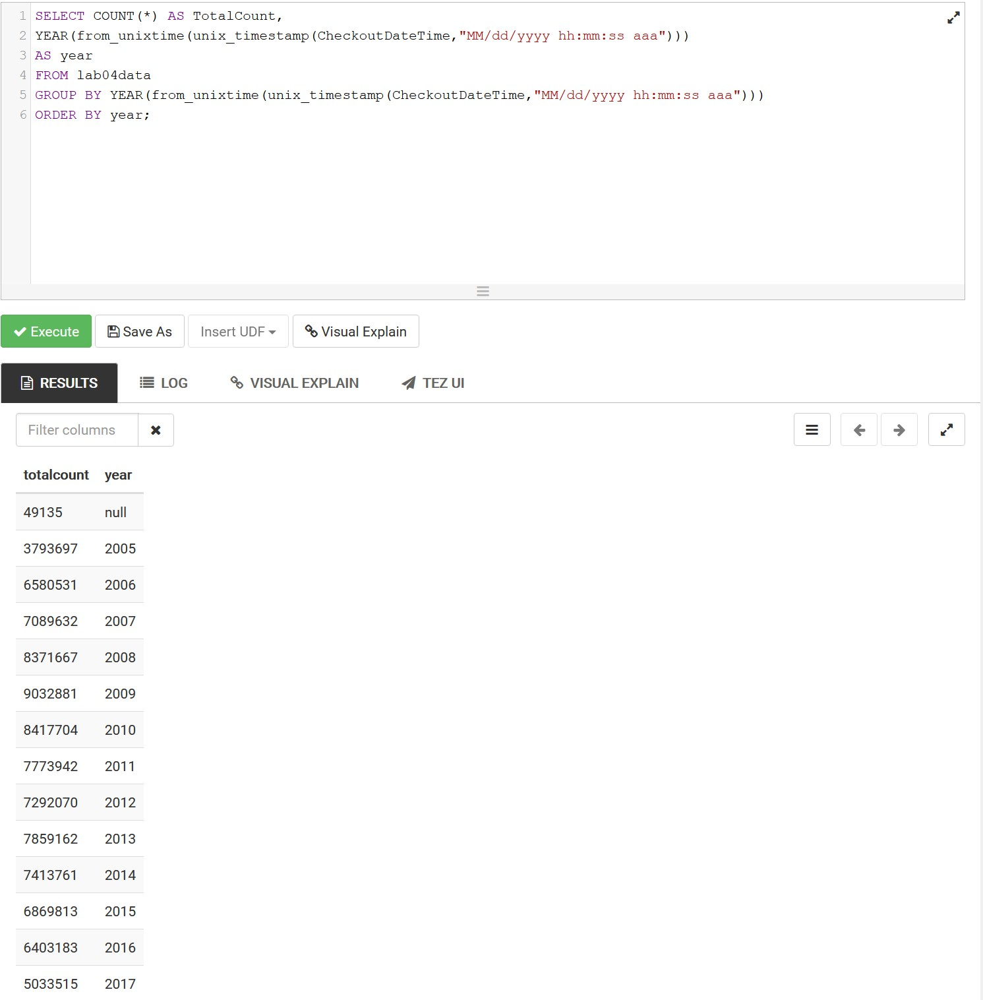 1 SELECT COUNT(*) AS TotalCount,
2 YEAR(from_unixtime(unix_timestamp(CheckoutDateTime,"MM/dd/yyyy hh:mm:ss aaa")))
3 AS year
4 FROM lab04data
5 GROUP BY YEAR(from_unixtime(unix_timestamp(CheckoutDateTime,"MM/dd/yyyy hh:mm:ss aaa")))
6 ORDER BY year;
Execute Save As Insert UDF Visual Explain
RESULTS LOG VISUAL EXPLAIN TEZ UI
Filter columns
totalcount year
49135 null
3793697 2005
6580531 2006
7089632 2007
8371667 2008
9032881 2009
8417704 2010
7773942 2011
7292070 2012
7859162 2013
7413761 2014
6869813 2015
6403183 2016
5033515 2017